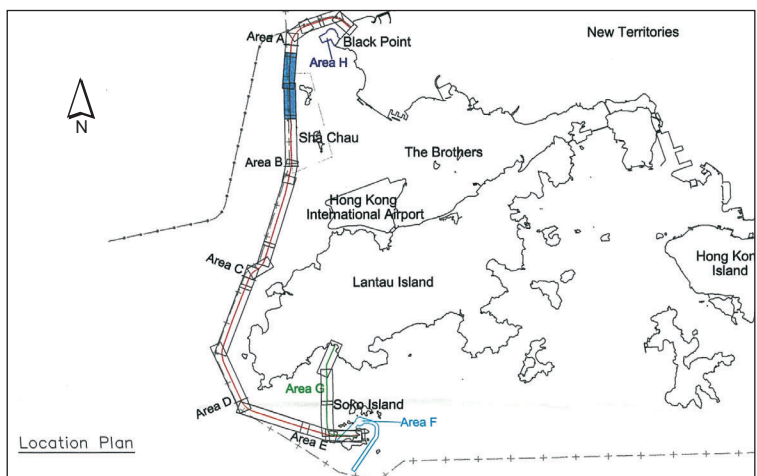 New Territories
Area A
Black Point
Area H
N
Sha Chau
The Brothers
Area B
Hong Kong
International Airport
Hong Kon
Island
Area C
Lantau Island
Area G
Area D
Soko Island
Area F
Area E
Location Plan